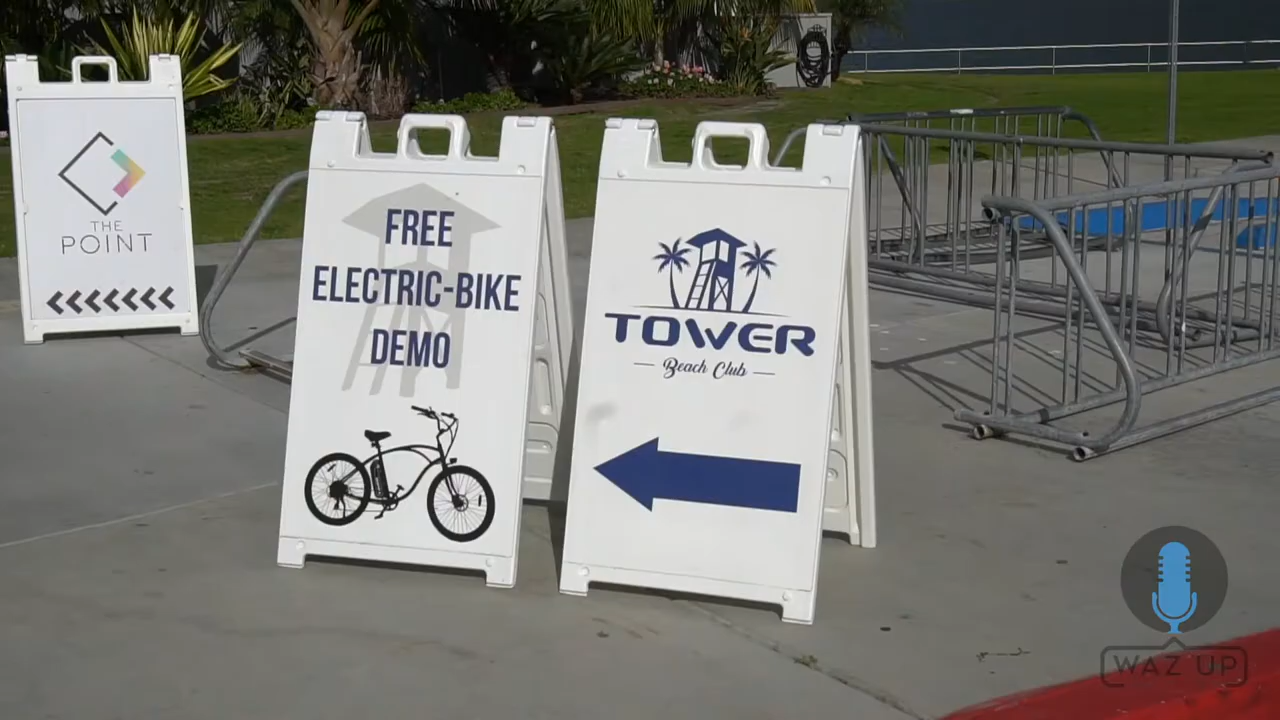 THE
POINT
FREE
ELECTRIC-BIKE
DEMO
TOWER
Beach Club
WAZ UP